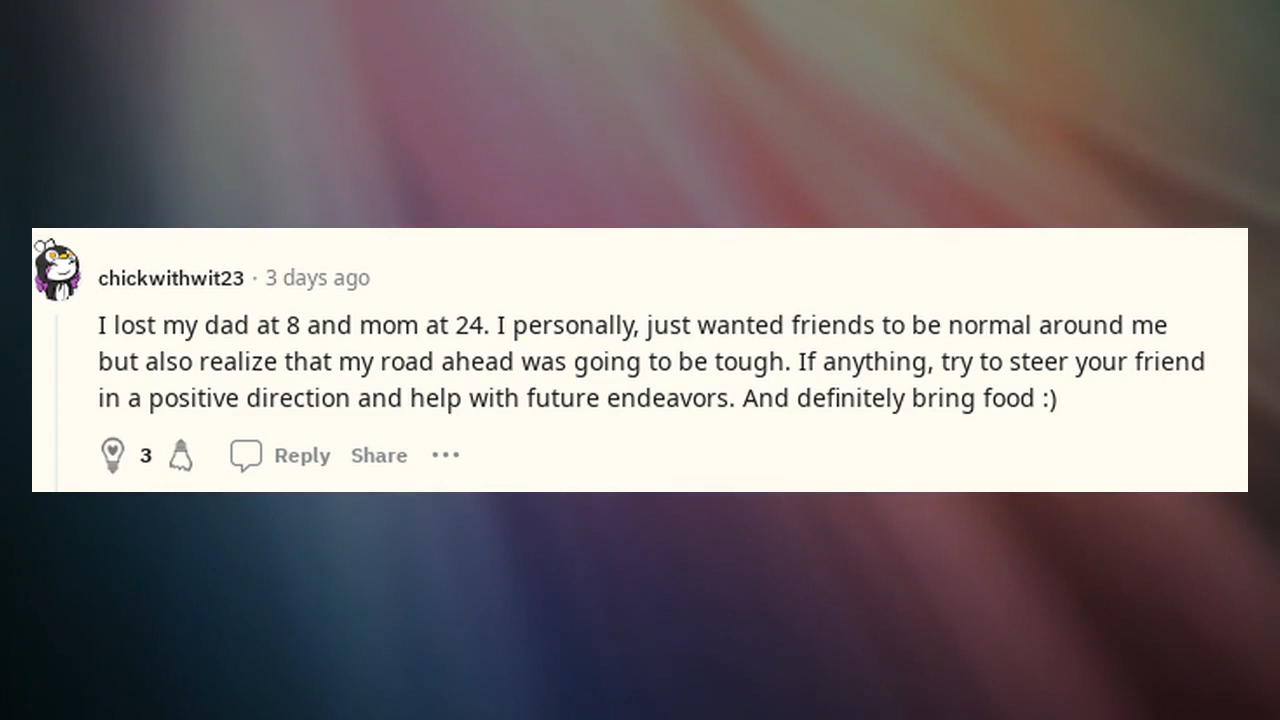 chickwithwit23 · 3 days ago
I lost my dad at 8 and mom at 24. I personally, just wanted friends to be normal around me
but also realize that my road ahead was going to be tough. If anything, try to steer your friend
in a positive direction and help with future endeavors. And definitely bring food :)
3 Reply Share •••